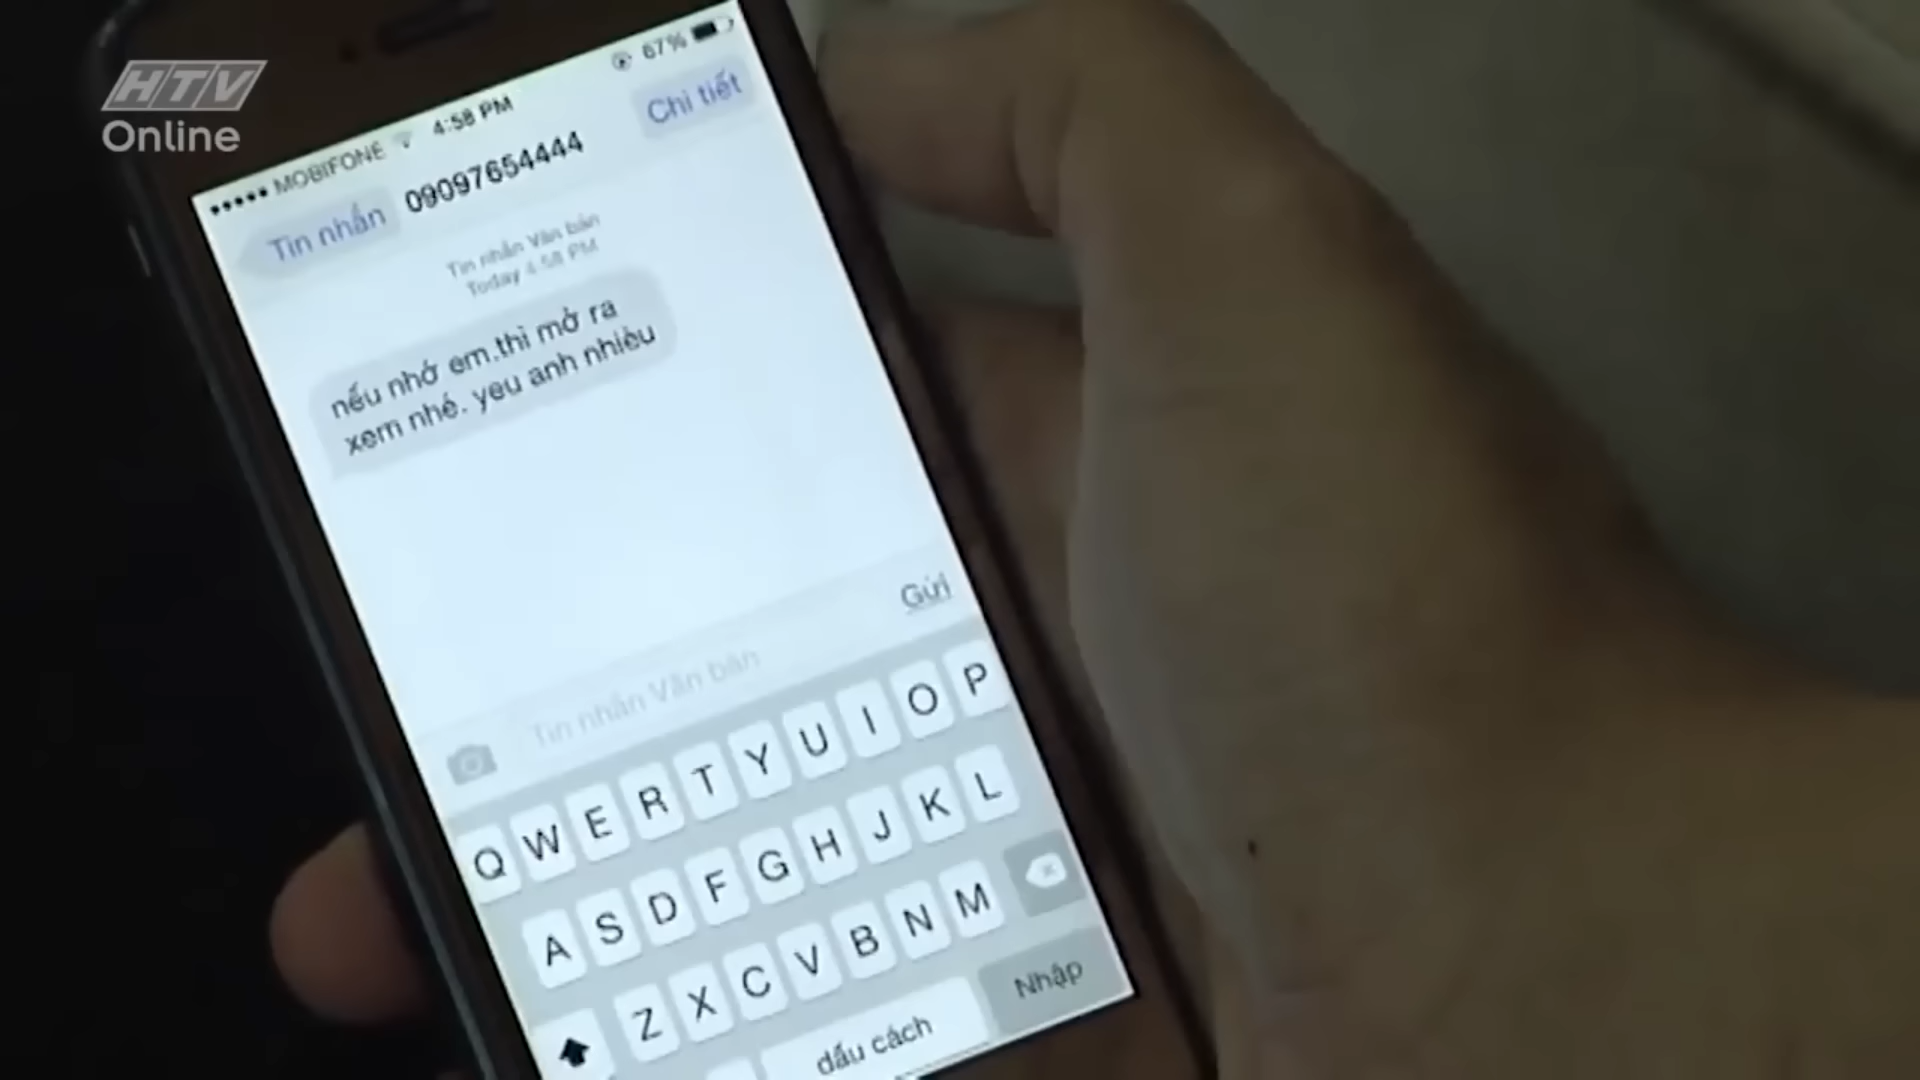 HTV
Online
MOBIFONE 4:58 PM 67%
Tin nhắn 09097654444 Chi tiết
Tin nhắn Văn bản
Today 4:58 PM
nếu nhớ em.thì mở ra
xem nhé. yeu anh nhiều
Tin nhắn Văn bản Gửi
Q W E R T Y U I O P
A S D F G H J K L
Z X C V B N M
dấu cách Nhập